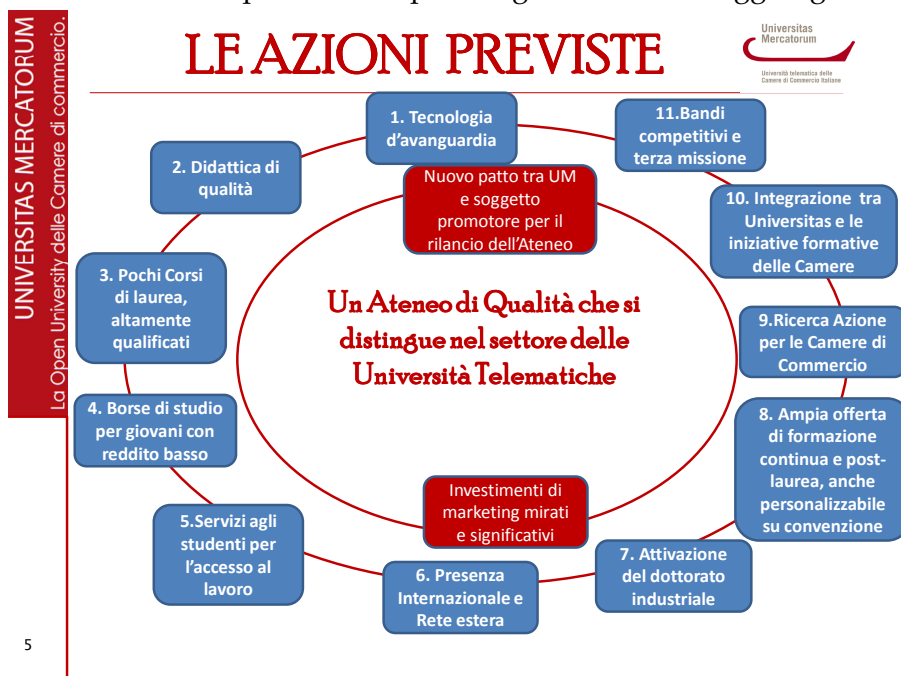 LE AZIONI PREVISTE
Universitas
Mercatorum
Università telematica delle
Camere di Commercio Italiane
UNIVERSITAS MERCATORUM
La Open University delle Camere di commercio.
1. Tecnologia
d'avanguardia
2. Didattica di
qualità
3. Pochi Corsi
di laurea,
altamente
qualificati
4. Borse di studio
per giovani con
reddito basso
5.Servizi agli
studenti per
l'accesso al
lavoro
6. Presenza
Internazionale e
Rete estera
7. Attivazione
del dottorato
industriale
8. Ampia offerta
di formazione
continua e post-
laurea, anche
personalizzabile
su convenzione
9.Ricerca Azione
per le Camere di
Commercio
10. Integrazione tra
Universitas e le
iniziative formative
delle Camere
11.Bandi
competitivi e
terza missione
Nuovo patto tra UM
e soggetto
promotore per il
rilancio dell'Ateneo
Un Ateneo di Qualità che si
distingue nel settore delle
Università Telematiche
Investimenti di
marketing mirati
e significativi
5